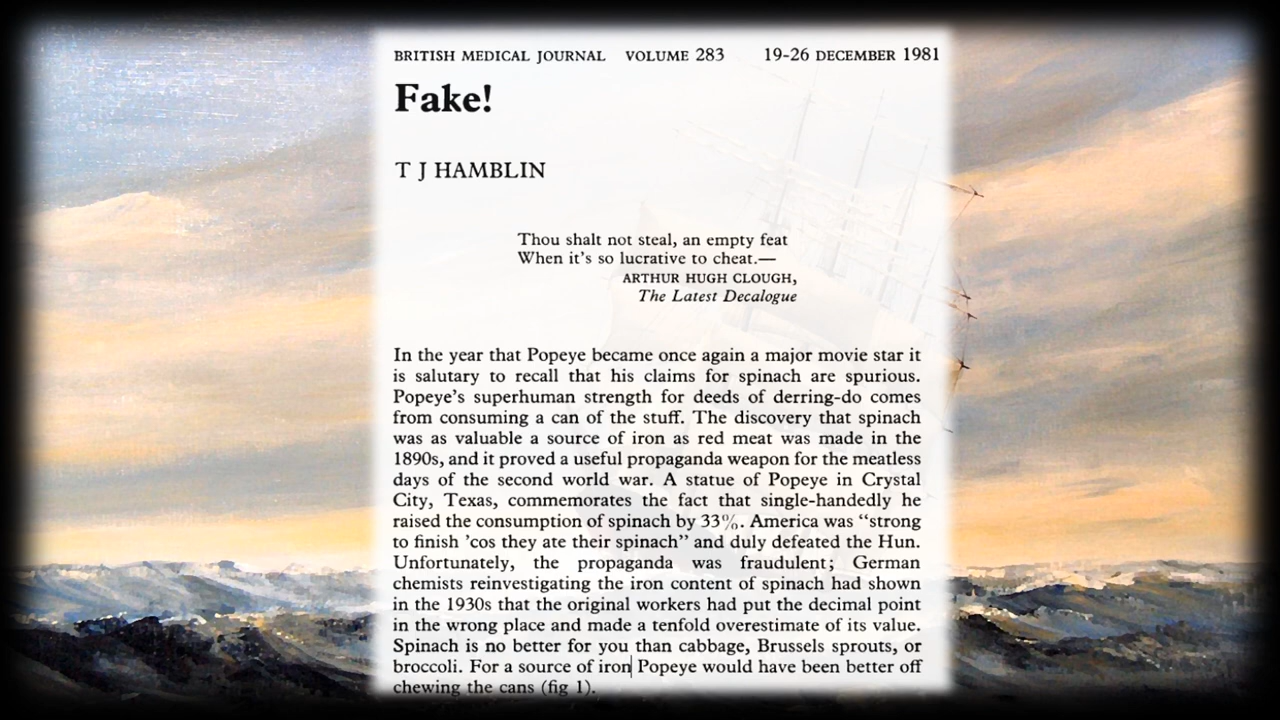 BRITISH MEDICAL JOURNAL VOLUME 283 19-26 DECEMBER 1981
Fake!
T J HAMBLIN
Thou shalt not steal, an empty feat
When it's so lucrative to cheat.—
ARTHUR HUGH CLOUGH,
The Latest Decalogue
In the year that Popeye became once again a major movie star it
is salutary to recall that his claims for spinach are spurious.
Popeye's superhuman strength for deeds of derring-do comes
from consuming a can of the stuff. The discovery that spinach
was as valuable a source of iron as red meat was made in the
1890s, and it proved a useful propaganda weapon for the meatless
days of the second world war. A statue of Popeye in Crystal
City, Texas, commemorates the fact that single-handedly he
raised the consumption of spinach by 33%. America was “strong
to finish 'cos they ate their spinach” and duly defeated the Hun.
Unfortunately, the propaganda was fraudulent; German
chemists reinvestigating the iron content of spinach had shown
in the 1930s that the original workers had put the decimal point
in the wrong place and made a tenfold overestimate of its value.
Spinach is no better for you than cabbage, Brussels sprouts, or
broccoli. For a source of iron Popeye would have been better off
chewing the cans (fig 1).